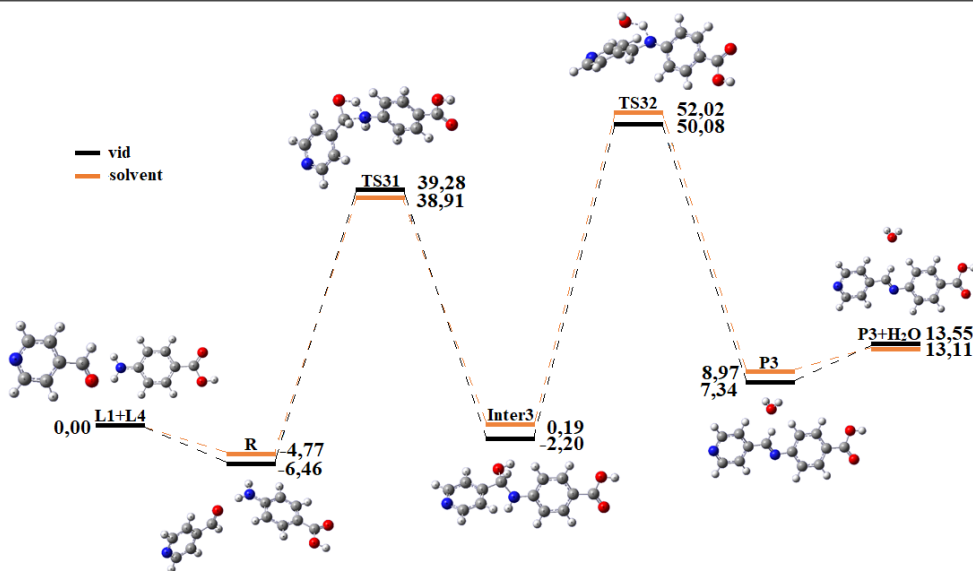 vid
solvent
TS31
39,28
38,91
TS32
52,02
50,08
L1+L4
0,00
R
-4,77
-6,46
Inter3
0,19
-2,20
P3
8,97
7,34
P3+H₂O
13,55
13,11